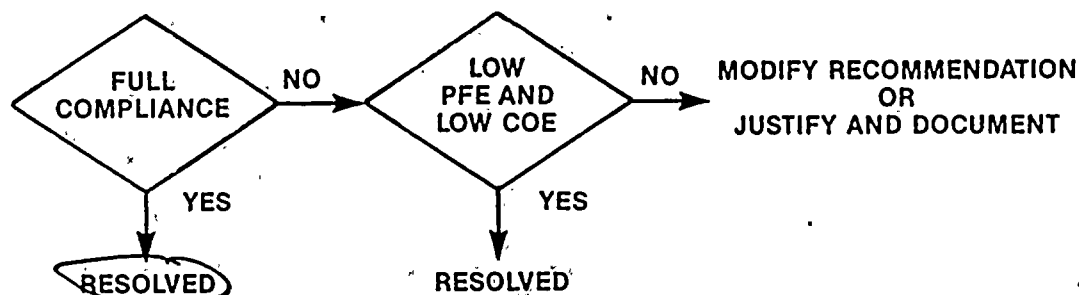 FULL
COMPLIANCE
NO
LOW
PFE AND
LOW COE
NO
MODIFY RECOMMENDATION
OR
JUSTIFY AND DOCUMENT
YES
RESOLVED
YES
RESOLVED